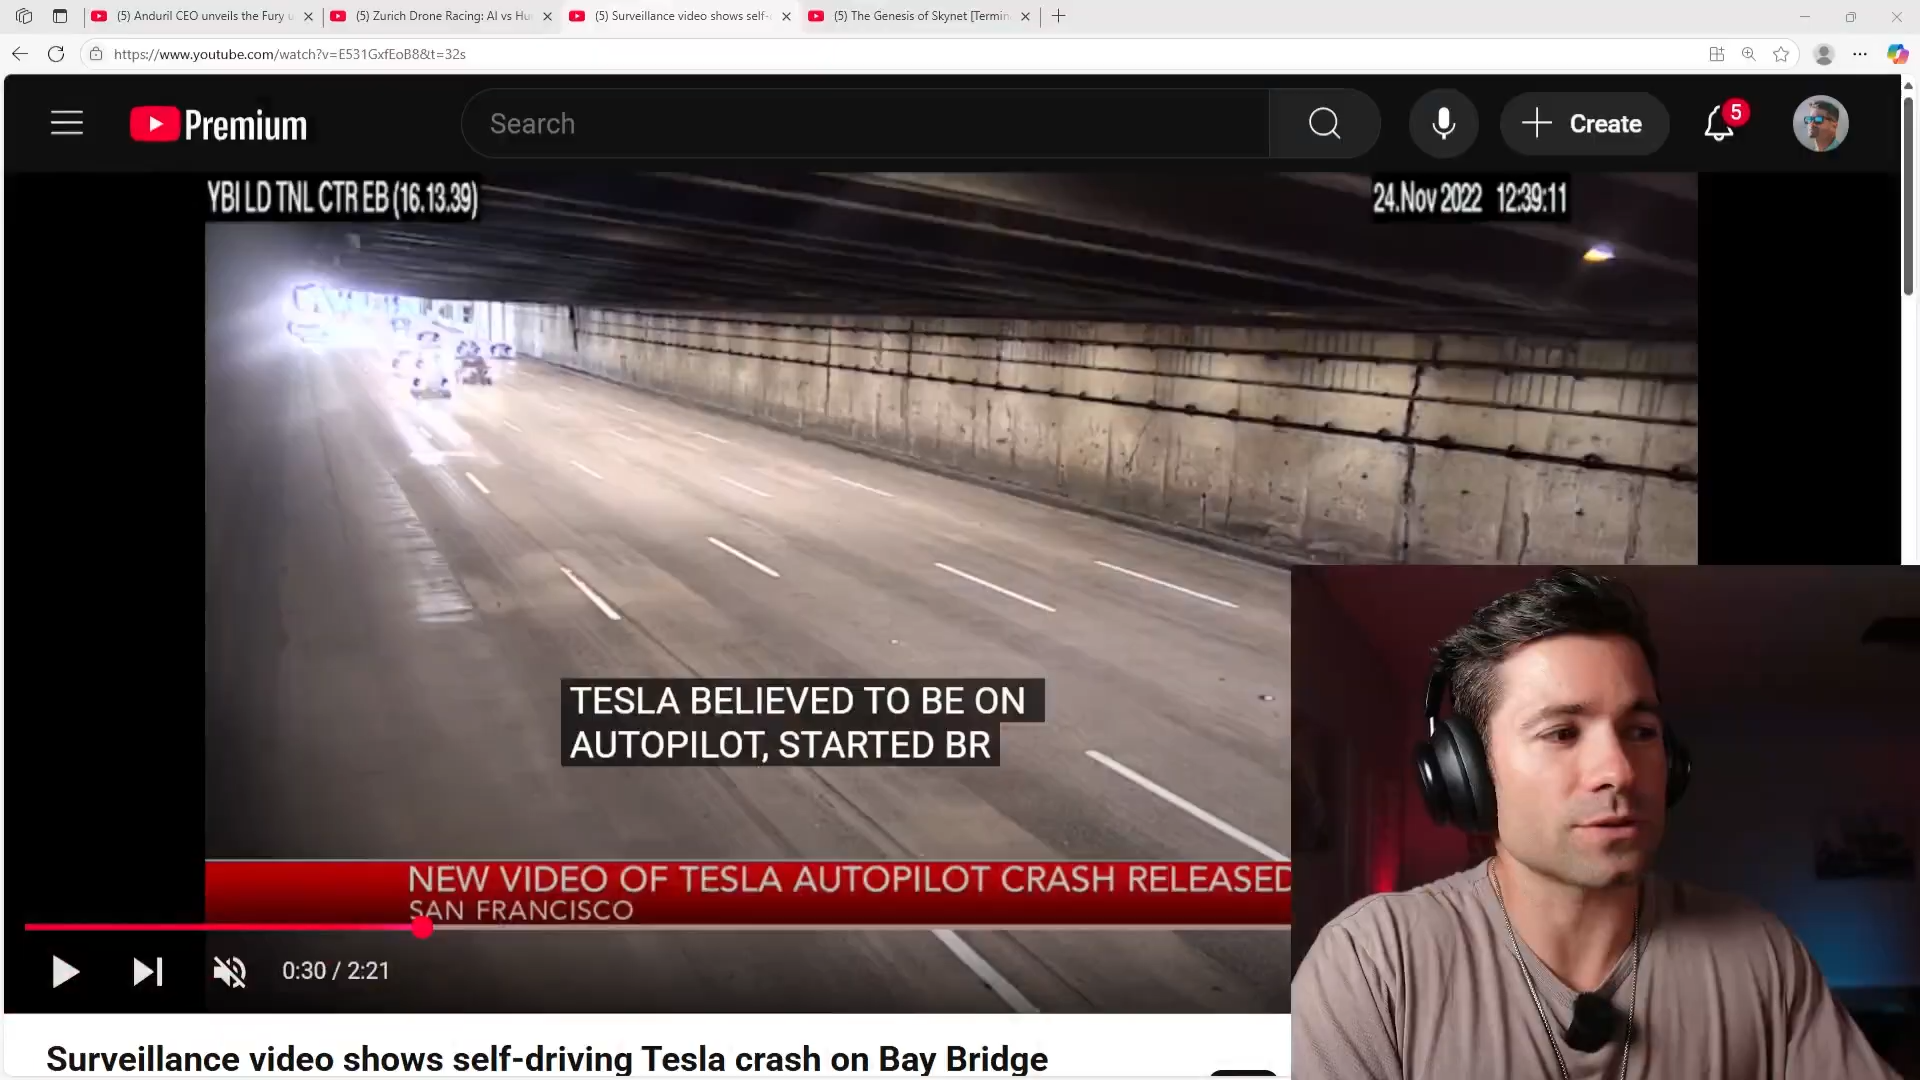 (5) Anduril CEO unveils the Fury u
(5) Zurich Drone Racing: AI vs Hu
(5) Surveillance video shows self-
(5) The Genesis of Skynet [Termin
https://www.youtube.com/watch?v=E531GxfEoB8&t=32s
Premium
Search
Create
5
YBI LD TNL CTR EB (16.13.39)
24.Nov 2022 12:39:11
TESLA BELIEVED TO BE ON
AUTOPILOT, STARTED BR
NEW VIDEO OF TESLA AUTOPILOT CRASH RELEASED
SAN FRANCISCO
0:30 / 2:21
Surveillance video shows self-driving Tesla crash on Bay Bridge